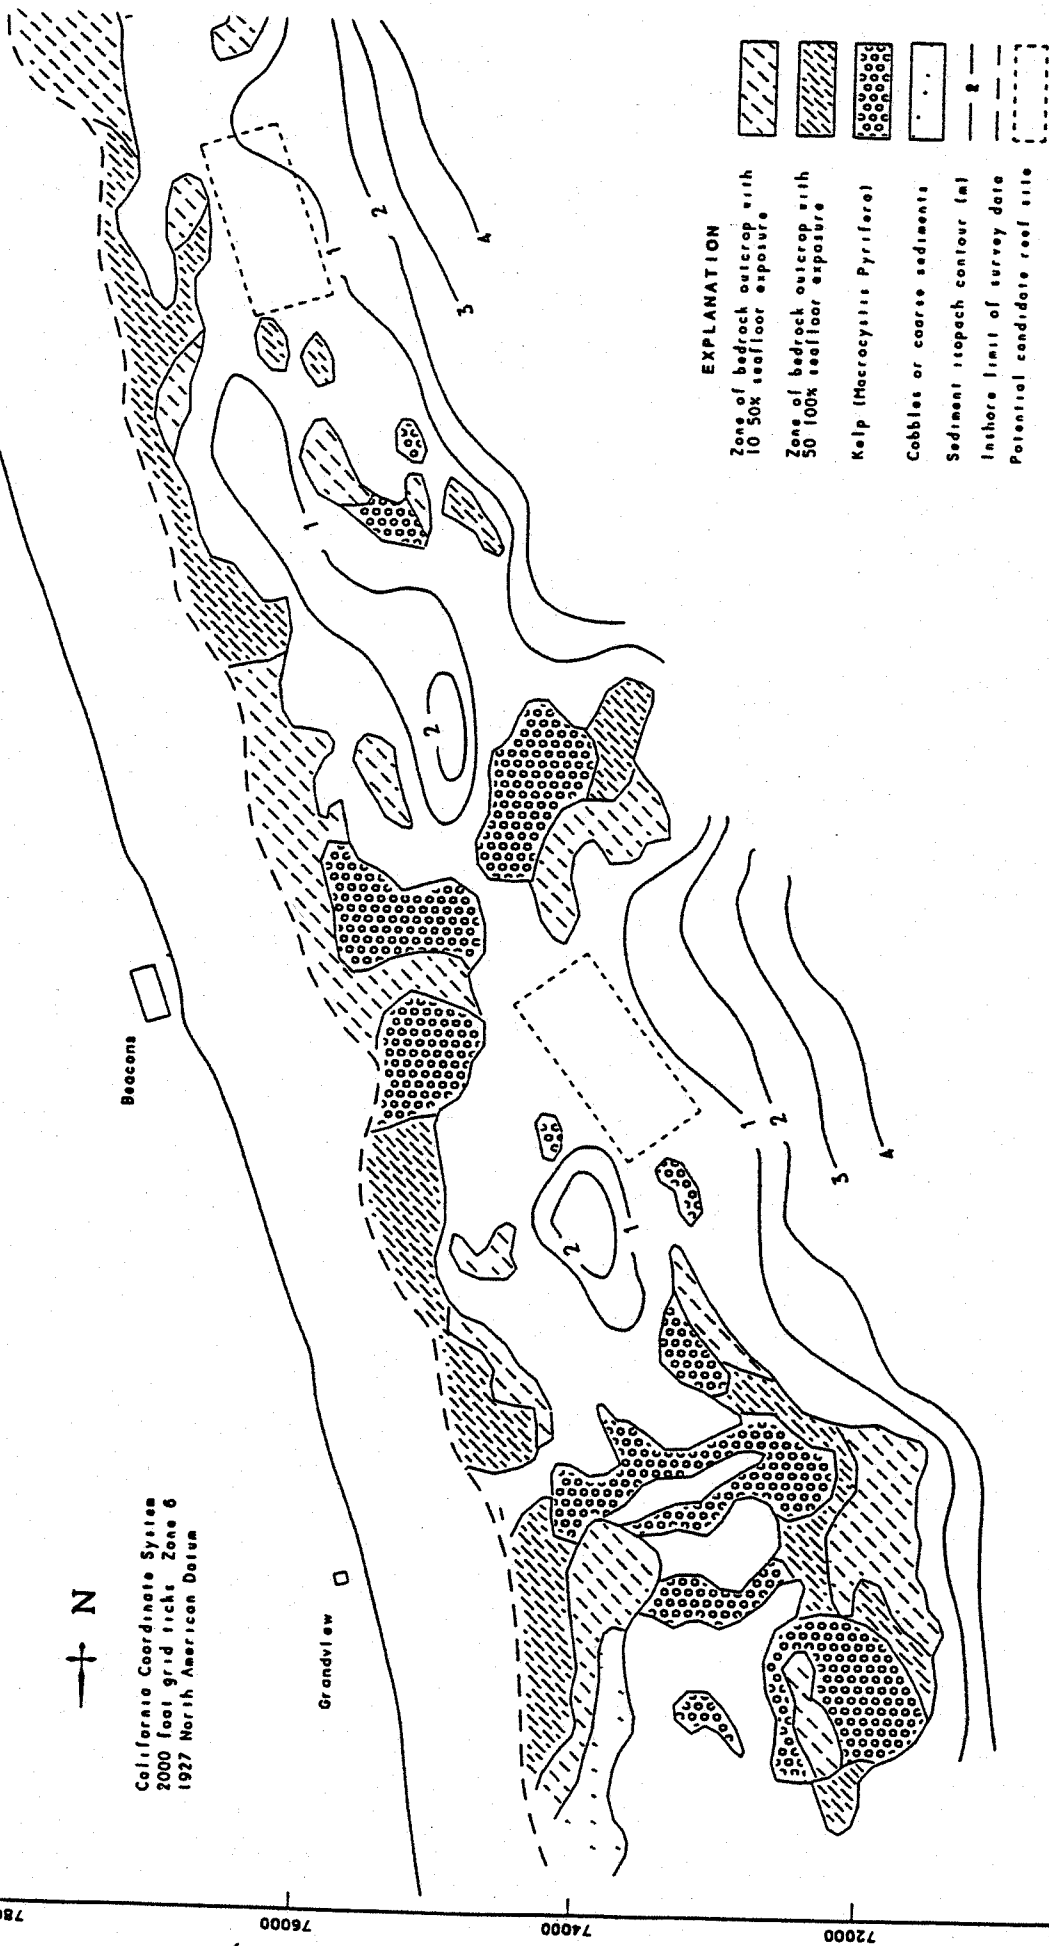 N
California Coordinate System
2000 foot grid ticks Zone 6
1927 North American Datum
Beacons
Grandview
1
2
3
4
1
2
1
2
3
4
1
2
EXPLANATION
Zone of bedrock outcrop with
10 50% seafloor exposure
Zone of bedrock outcrop with
50 100% seafloor exposure
Kelp (Macrocystis Pyrifera)
Cobbles or coarse sediments
Sediment isopach contour (m)
2
Inshore limit of survey data
Potential candidate reef site
780
76000
74000
72000